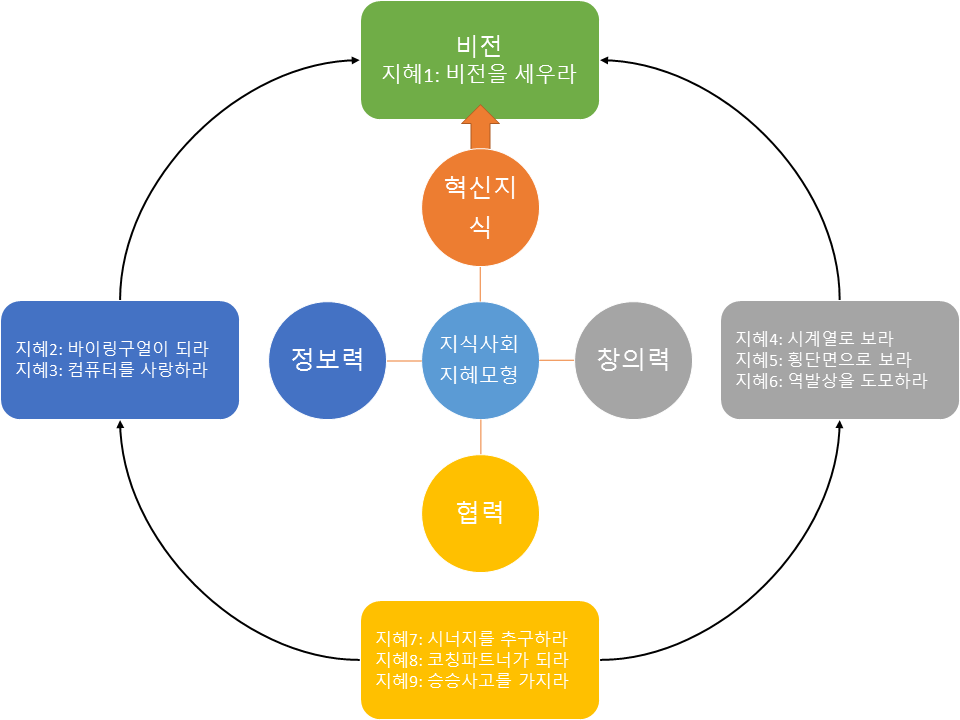 비전
지혜1: 비전을 세우라
혁신지
식
지혜2: 바이링구얼이 되라
지혜3: 컴퓨터를 사랑하라
정보력
지식사회
지혜모형
창의력
지혜4: 시계열로 보라
지혜5: 횡단면으로 보라
지혜6: 역발상을 도모하라
협력
지혜7: 시너지를 추구하라
지혜8: 코칭파트너가 되라
지혜9: 승승사고를 가지라